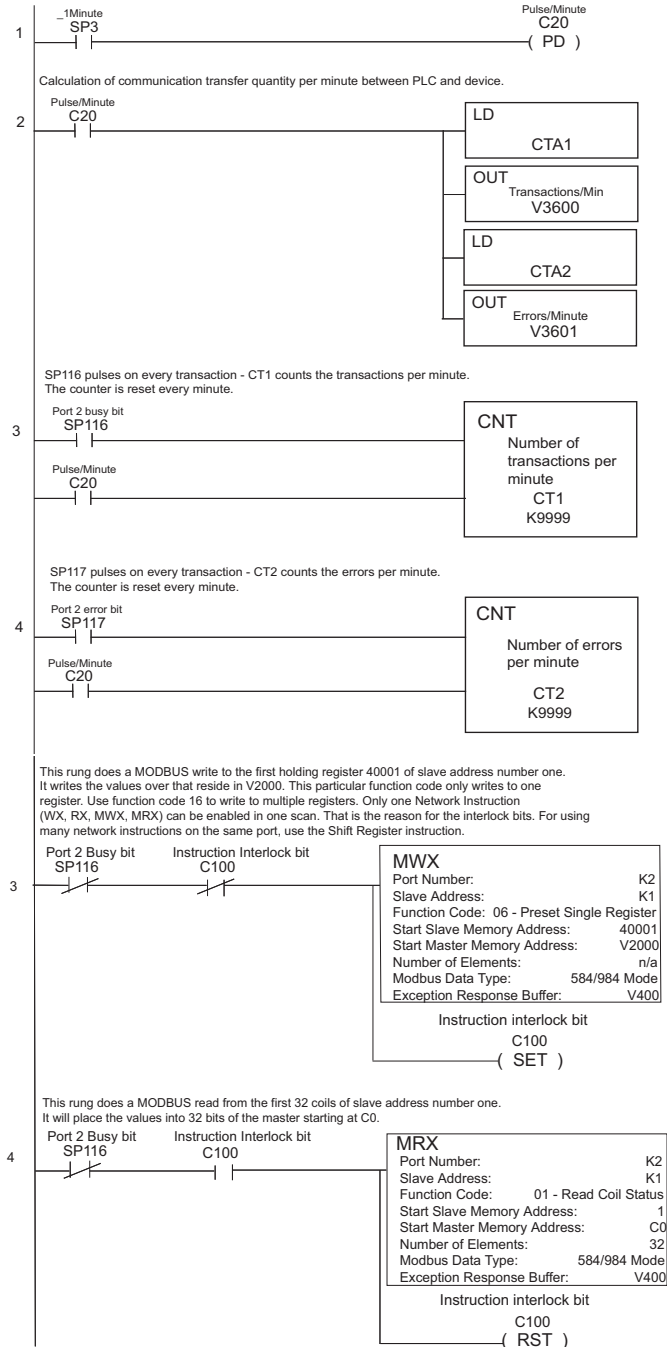 _1Minute
SP3
Pulse/Minute
C20
( PD )
1
Calculation of communication transfer quantity per minute between PLC and device.
Pulse/Minute
C20
2
LD
CTA1
OUT
Transactions/Min
V3600
LD
CTA2
OUT
Errors/Minute
V3601
SP116 pulses on every transaction - CT1 counts the transactions per minute.
The counter is reset every minute.
Port 2 busy bit
SP116
3
Pulse/Minute
C20
CNT
Number of
transactions per
minute
CT1
K9999
SP117 pulses on every transaction - CT2 counts the errors per minute.
The counter is reset every minute.
Port 2 error bit
SP117
4
Pulse/Minute
C20
CNT
Number of errors
per minute
CT2
K9999
This rung does a MODBUS write to the first holding register 40001 of slave address number one.
It writes the values over that reside in V2000. This particular function code only writes to one
register. Use function code 16 to write to multiple registers. Only one Network Instruction
(WX, RX, MWX, MRX) can be enabled in one scan. That is the reason for the interlock bits. For using
many network instructions on the same port, use the Shift Register instruction.
Port 2 Busy bit
SP116
Instruction Interlock bit
C100
3
MWX
Port Number: K2
Slave Address: K1
Function Code: 06 - Preset Single Register
Start Slave Memory Address: 40001
Start Master Memory Address: V2000
Number of Elements: n/a
Modbus Data Type: 584/984 Mode
Exception Response Buffer: V400
Instruction interlock bit
C100
( SET )
This rung does a MODBUS read from the first 32 coils of slave address number one.
It will place the values into 32 bits of the master starting at C0.
Port 2 Busy bit
SP116
Instruction Interlock bit
C100
4
MRX
Port Number: K2
Slave Address: K1
Function Code: 01 - Read Coil Status
Start Slave Memory Address: 1
Start Master Memory Address: C0
Number of Elements: 32
Modbus Data Type: 584/984 Mode
Exception Response Buffer: V400
Instruction interlock bit
C100
( RST )